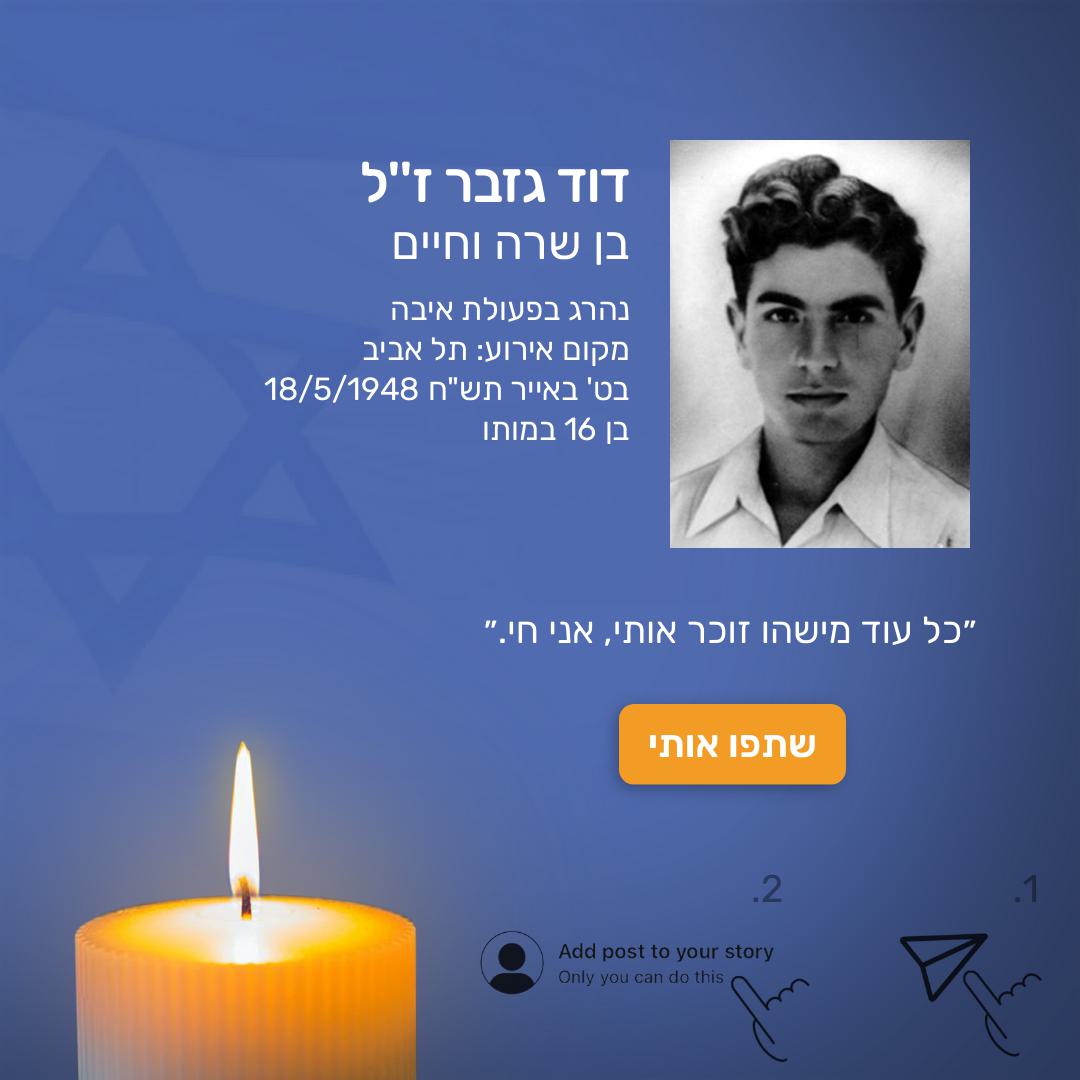 דוד גזבר ז"ל
בן שרה וחיים
נהרג בפעולת איבה
מקום אירוע: תל אביב
בט' באייר תש"ח 18/5/1948
בן 16 במותו
״כל עוד מישהו זוכר אותי, אני חי.״
שתפו אותי
.1
.2
Add post to your story
Only you can do this